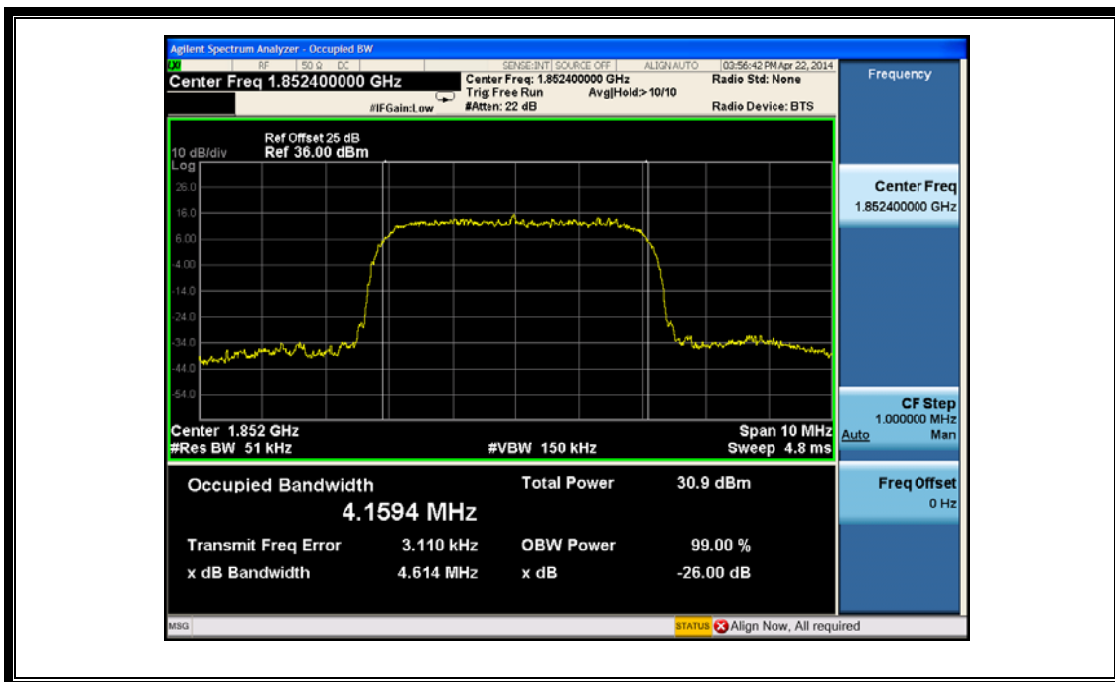 Agilent Spectrum Analyzer - Occupied BW
LXI RF 50 Ω DC SENSE:INT SOURCE OFF ALIGNAUTO 03:56:42 PM Apr 22, 2014
Center Freq 1.852400000 GHz
Center Freq: 1.852400000 GHz
Radio Std: None
Trig: Free Run Avg|Hold:> 10/10
#IFGain:Low
#Atten: 22 dB
Radio Device: BTS
Ref Offset 25 dB
10 dB/div Ref 36.00 dBm
Log
26.0
16.0
6.00
-4.00
-14.0
-24.0
-34.0
-44.0
-54.0
Center 1.852 GHz
Span 10 MHz
#Res BW 51 kHz
#VBW 150 kHz
Sweep 4.8 ms
Occupied Bandwidth
4.1594 MHz
Total Power 30.9 dBm
Transmit Freq Error 3.110 kHz
OBW Power 99.00 %
x dB Bandwidth 4.614 MHz
x dB -26.00 dB
Frequency
Center Freq
1.852400000 GHz
CF Step
1.000000 MHz
Auto Man
Freq Offset
0 Hz
MSG
STATUS Align Now, All required